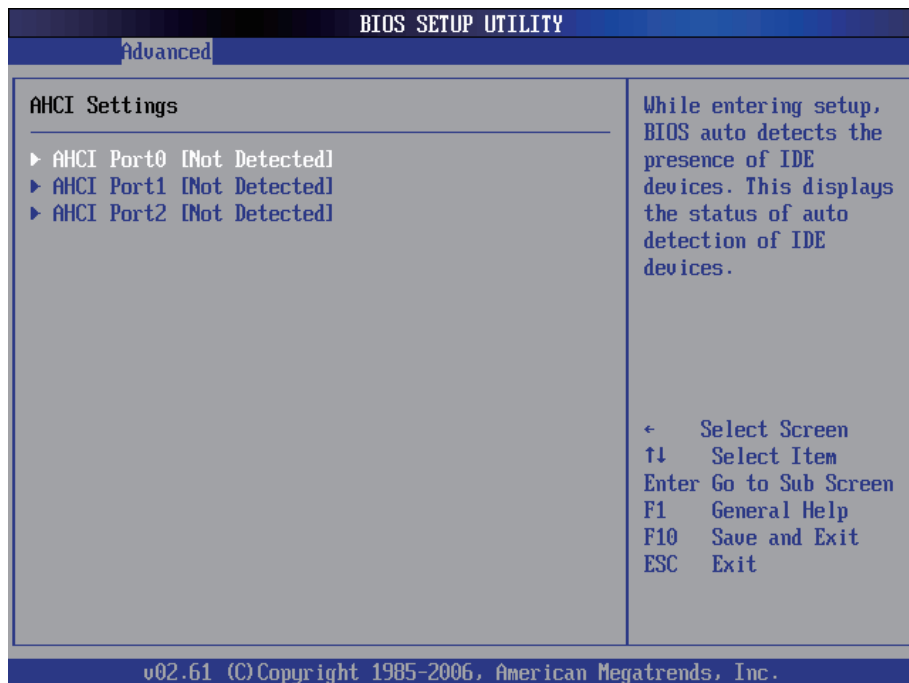 BIOS SETUP UTILITY
Advanced
AHCI Settings
▶ AHCI Port0 [Not Detected]
▶ AHCI Port1 [Not Detected]
▶ AHCI Port2 [Not Detected]
While entering setup,
BIOS auto detects the
presence of IDE
devices. This displays
the status of auto
detection of IDE
devices.
← Select Screen
↑↓ Select Item
Enter Go to Sub Screen
F1 General Help
F10 Save and Exit
ESC Exit
v02.61 (C)Copyright 1985-2006, American Megatrends, Inc.